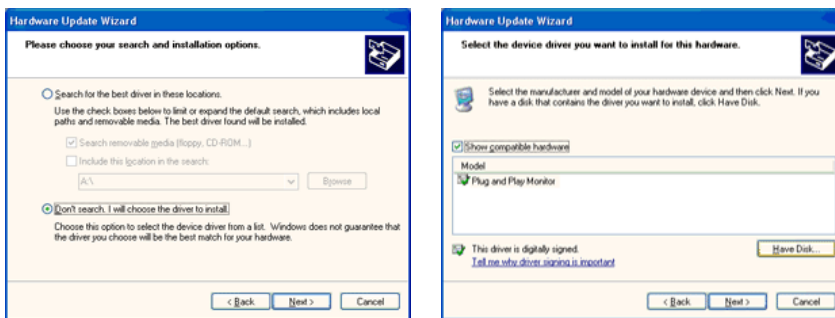 Hardware Update Wizard
Please choose your search and installation options.
Search for the best driver in these locations.
Use the check boxes below to limit or expand the default search, which includes local
paths and removable media. The best driver found will be installed.
Search removable media (floppy, CD-ROM...)
Include this location in the search:
A:\
Browse
Don't search. I will choose the driver to install.
Choose this option to select the device driver from a list. Windows does not guarantee that
the driver you choose will be the best match for your hardware.
< Back
Next >
Cancel
Hardware Update Wizard
Select the device driver you want to install for this hardware.
Select the manufacturer and model of your hardware device and then click Next. If you
have a disk that contains the driver you want to install, click Have Disk.
Show compatible hardware
Model
Plug and Play Monitor
This driver is digitally signed.
Tell me why driver signing is important
Have Disk...
< Back
Next >
Cancel